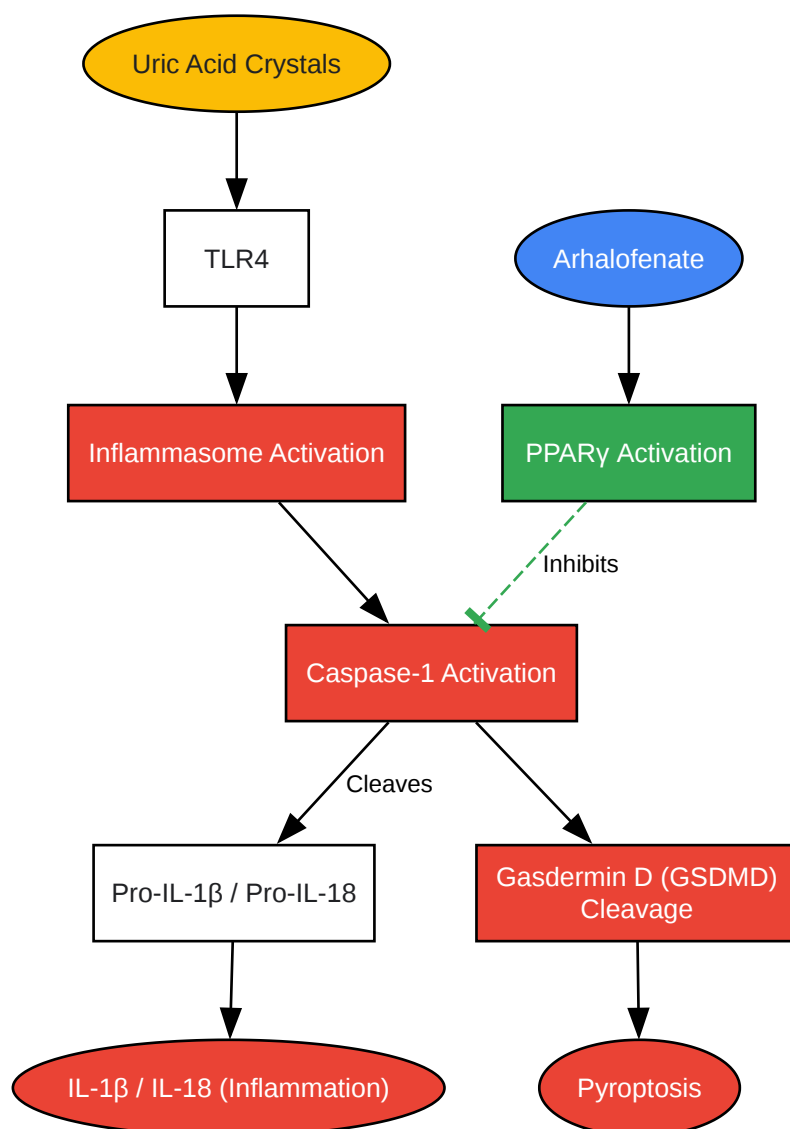 Uric Acid Crystals
TLR4
Arhalofenate
Inflammasome Activation
PPARγ Activation
Inhibits
Caspase-1 Activation
Cleaves
Pro-IL-1β / Pro-IL-18
Gasdermin D (GSDMD)
Cleavage
IL-1β / IL-18 (Inflammation)
Pyroptosis